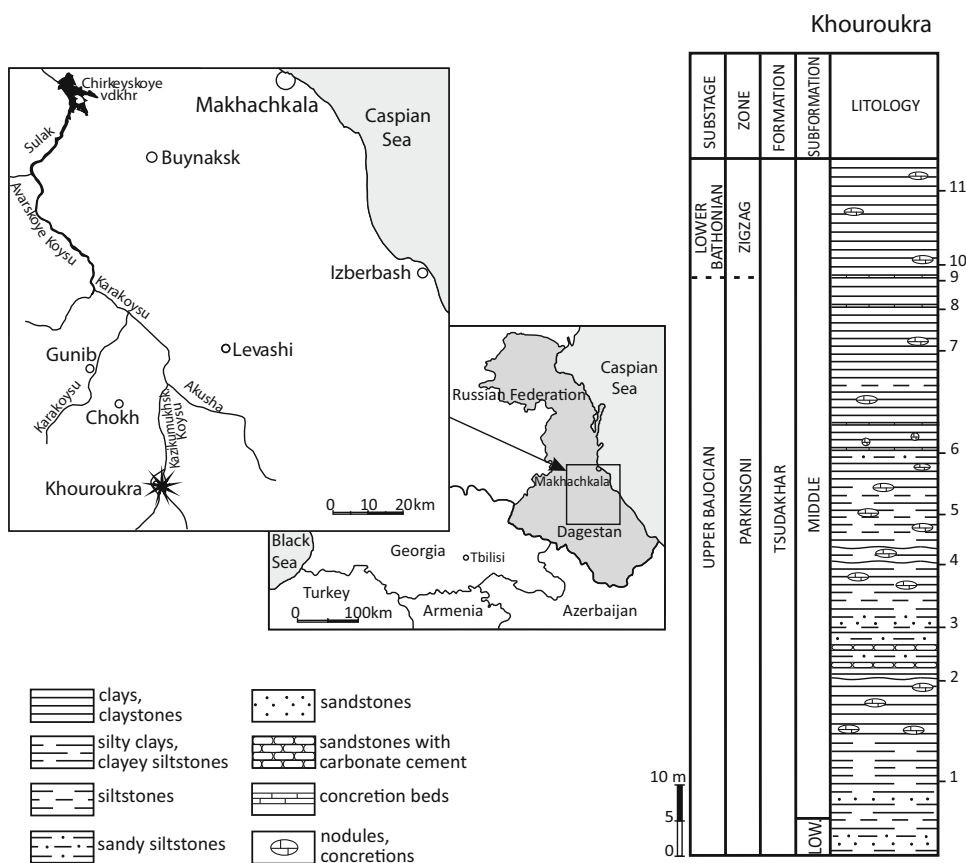 Khouroukra
Chirkeyskoye
vdkhr.
Makhachkala
Caspian
Sea
Sulak
Buynaksk
Avarskoye Koysu
Izberbash
Karakoysu
Gunib
Levashi
Karakoysu
Chokh
Akusha
Kazikumukhsk.
Koysu
Khouroukra
0 10 20km
Caspian
Sea
Russian Federation
Makhachkala
Dagestan
Black
Sea
Georgia
Tbilisi
Turkey
Armenia
Azerbaijan
0 100km
SUBSTAGE
ZONE
FORMATION
SUBFORMATION
LITOLOGY
LOWER
BATHONIAN
ZIGZAG
UPPER BAJOCIAN
PARKINSONI
TSUDAKHAR
MIDDLE
LOW.
11
10
9
8
7
6
5
4
3
2
1
10 m
5
0
clays,
claystones
silty clays,
clayey siltstones
siltstones
sandy siltstones
sandstones
sandstones with
carbonate cement
concretion beds
nodules,
concretions